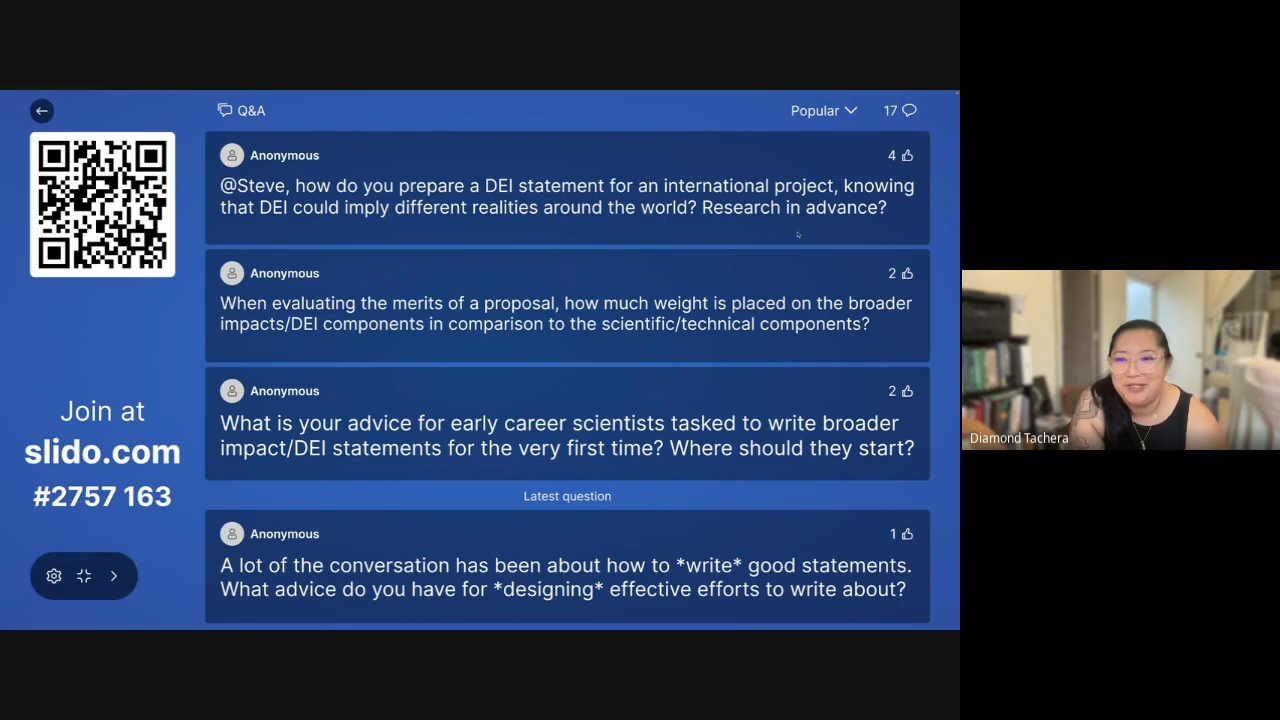 Q&A
Popular
17
Anonymous
4
@Steve, how do you prepare a DEI statement for an international project, knowing
that DEI could imply different realities around the world? Research in advance?
Anonymous
2
When evaluating the merits of a proposal, how much weight is placed on the broader
impacts/DEI components in comparison to the scientific/technical components?
Anonymous
2
What is your advice for early career scientists tasked to write broader
impact/DEI statements for the very first time? Where should they start?
Latest question
Anonymous
1
A lot of the conversation has been about how to *write* good statements.
What advice do you have for *designing* effective efforts to write about?
Join at
slido.com
#2757 163
Diamond Tachera